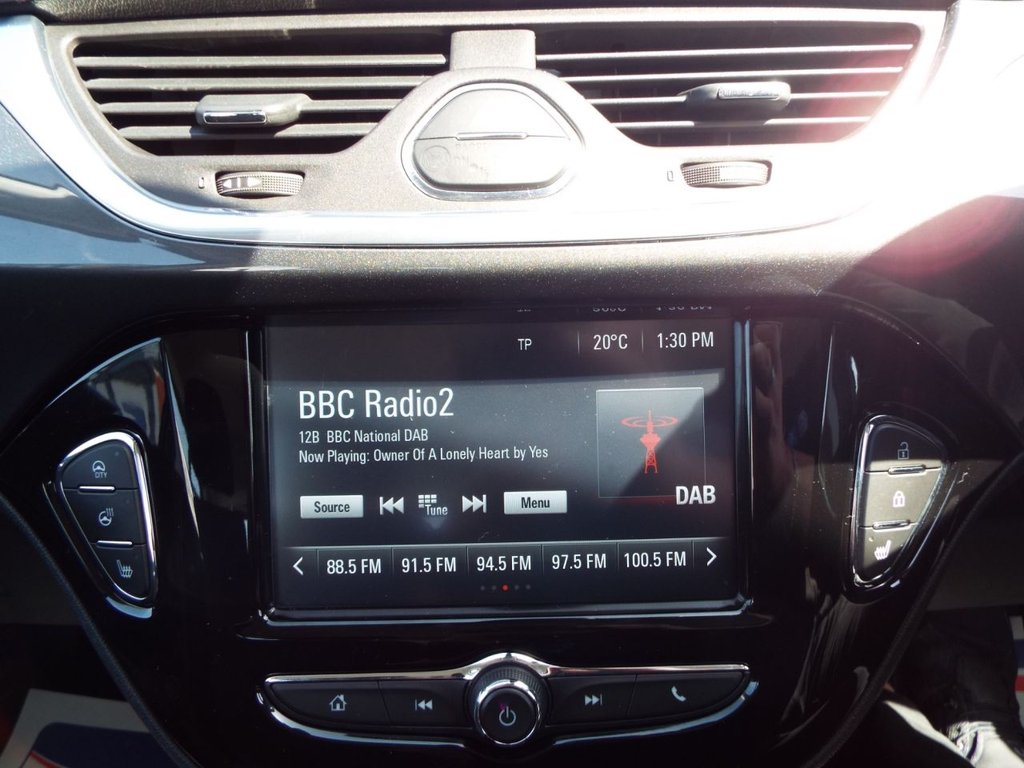 TP 20°C 1:30 PM
BBC Radio2
12B BBC National DAB
Now Playing: Owner Of A Lonely Heart by Yes
Source Tune Menu
DAB
88.5 FM 91.5 FM 94.5 FM 97.5 FM 100.5 FM
CITY